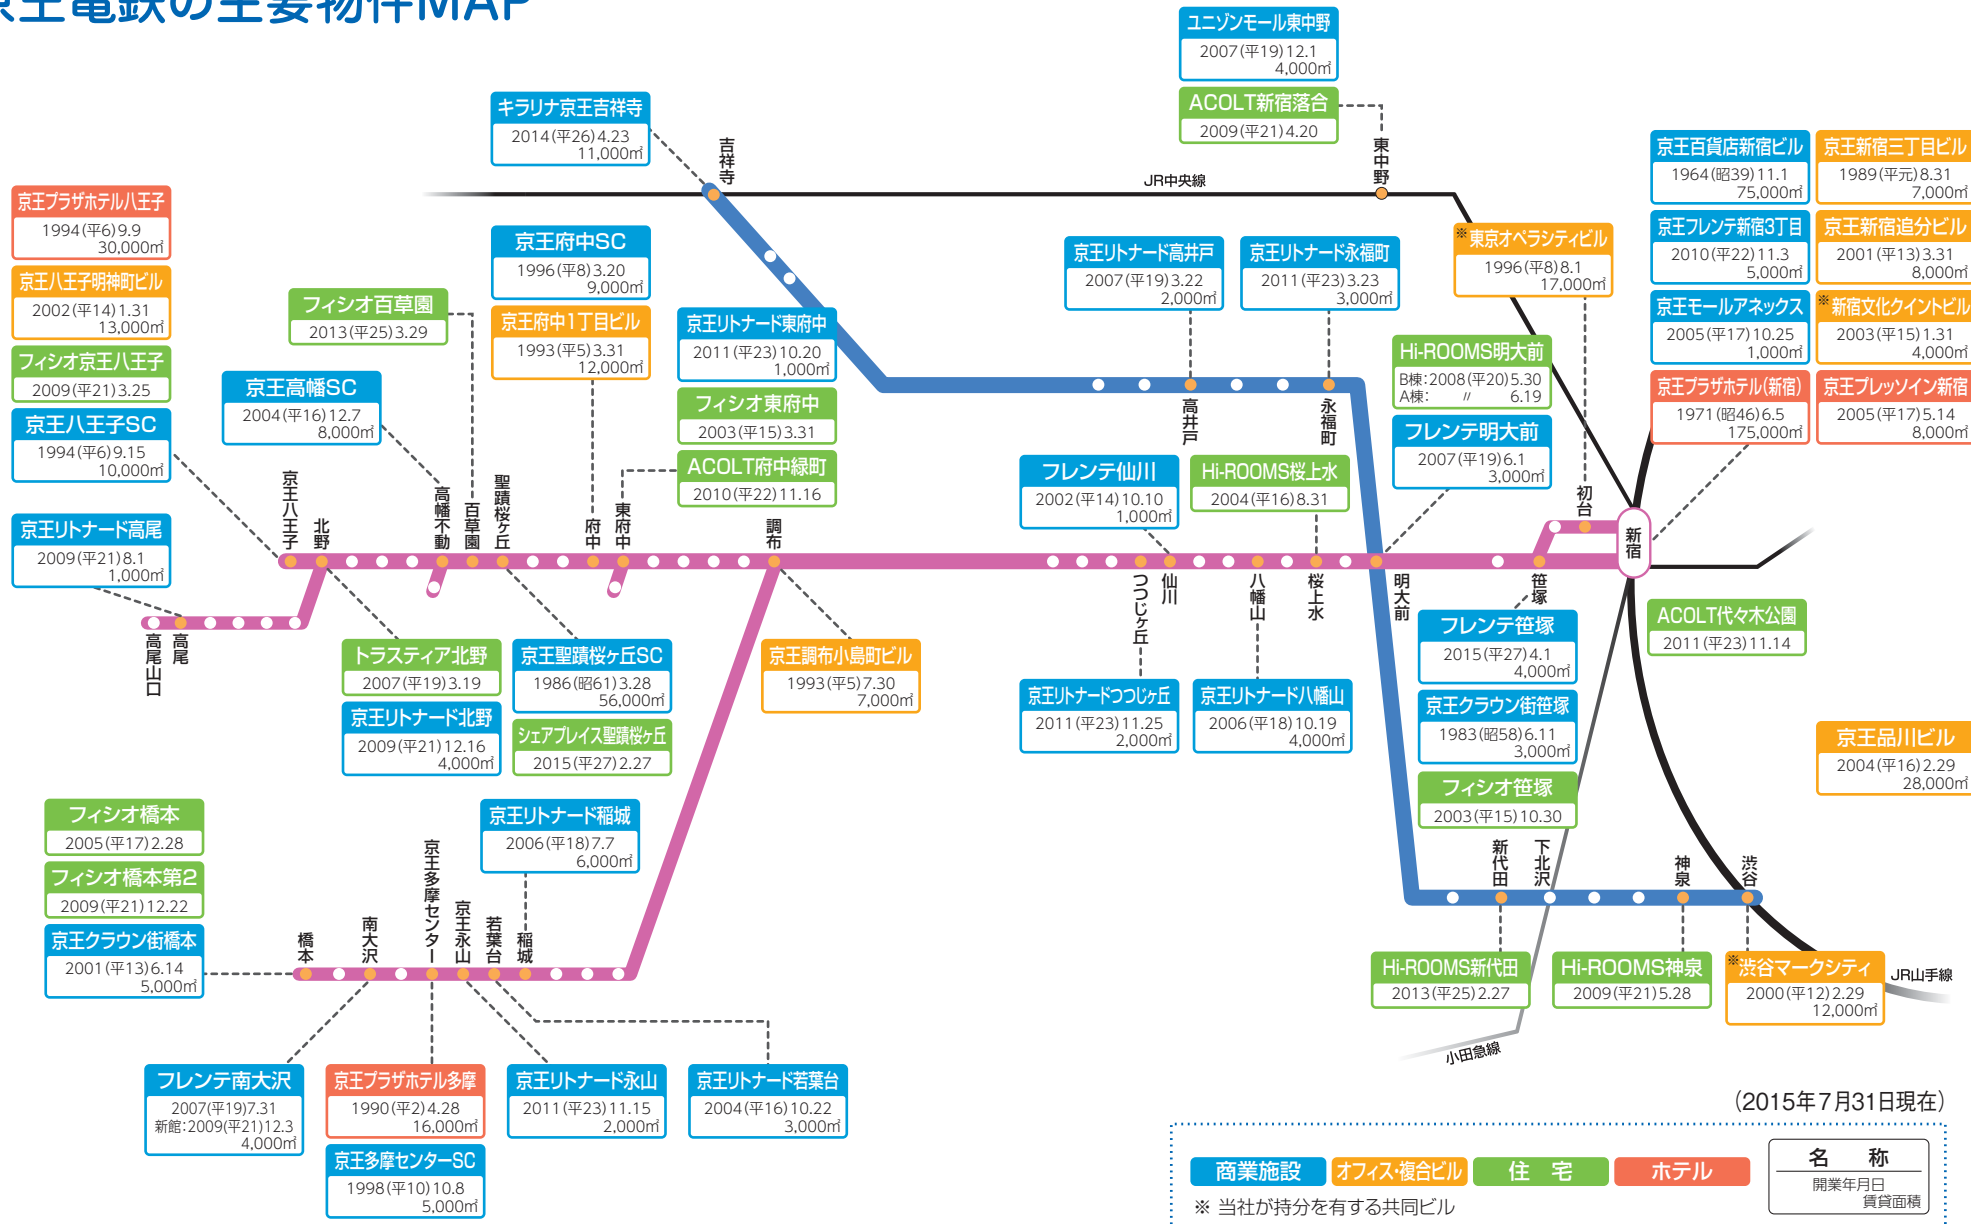 京王電鉄の主要物件MAP
ユニゾンモール東中野
2007(平19)12.1
4,000㎡
ACOLT新宿落合
2009(平21)4.20
キラリナ京王吉祥寺
2014(平26)4.23
11,000㎡
吉祥寺
東中野
JR中央線
京王百貨店新宿ビル
1964(昭39)11.1
75,000㎡
京王新宿三丁目ビル
1989(平元)8.31
7,000㎡
京王フレンテ新宿3丁目
2010(平22)11.3
5,000㎡
京王新宿追分ビル
2001(平13)3.31
8,000㎡
京王モールアネックス
2005(平17)10.25
1,000㎡
※新宿文化クイントビル
2003(平15)1.31
4,000㎡
京王プラザホテル(新宿)
1971(昭46)6.5
175,000㎡
京王プレッソイン新宿
2005(平17)5.14
8,000㎡
京王プラザホテル八王子
1994(平6)9.9
30,000㎡
京王八王子明神町ビル
2002(平14)1.31
13,000㎡
フィシオ京王八王子
2009(平21)3.25
京王八王子SC
1994(平6)9.15
10,000㎡
京王リトナード高尾
2009(平21)8.1
1,000㎡
フィシオ百草園
2013(平25)3.29
京王高幡SC
2004(平16)12.7
8,000㎡
京王府中SC
1996(平8)3.20
9,000㎡
京王府中1丁目ビル
1993(平5)3.31
12,000㎡
京王リトナード東府中
2011(平23)10.20
1,000㎡
フィシオ東府中
2003(平15)3.31
ACOLT府中緑町
2010(平22)11.16
京王リトナード高井戸
2007(平19)3.22
2,000㎡
京王リトナード永福町
2011(平23)3.23
3,000㎡
※東京オペラシティビル
1996(平8)8.1
17,000㎡
Hi-ROOMS明大前
B棟:2008(平20)5.30
A棟: 〃 6.19
フレンテ明大前
2007(平19)6.1
3,000㎡
フレンテ仙川
2002(平14)10.10
1,000㎡
Hi-ROOMS桜上水
2004(平16)8.31
高井戸
永福町
初台
新宿
京王八王子
北野
高幡不動
百草園
聖蹟桜ヶ丘
府中
東府中
調布
つつじヶ丘
仙川
八幡山
桜上水
明大前
笹塚
高尾山口
高尾
トラスティア北野
2007(平19)3.19
京王リトナード北野
2009(平21)12.16
4,000㎡
京王聖蹟桜ヶ丘SC
1986(昭61)3.28
56,000㎡
シェアプレイス聖蹟桜ヶ丘
2015(平27)2.27
京王調布小島町ビル
1993(平5)7.30
7,000㎡
京王リトナードつつじヶ丘
2011(平23)11.25
2,000㎡
京王リトナード八幡山
2006(平18)10.19
4,000㎡
フレンテ笹塚
2015(平27)4.1
4,000㎡
京王クラウン街笹塚
1983(昭58)6.11
3,000㎡
フィシオ笹塚
2003(平15)10.30
ACOLT代々木公園
2011(平23)11.14
京王品川ビル
2004(平16)2.29
28,000㎡
フィシオ橋本
2005(平17)2.28
フィシオ橋本第2
2009(平21)12.22
京王クラウン街橋本
2001(平13)6.14
5,000㎡
京王リトナード稲城
2006(平18)7.7
6,000㎡
橋本
南大沢
京王多摩センター
京王永山
若葉台
稲城
新代田
下北沢
神泉
渋谷
Hi-ROOMS新代田
2013(平25)2.27
Hi-ROOMS神泉
2009(平21)5.28
※渋谷マークシティ
2000(平12)2.29
12,000㎡
JR山手線
小田急線
フレンテ南大沢
2007(平19)7.31
新館:2009(平21)12.3
4,000㎡
京王プラザホテル多摩
1990(平2)4.28
16,000㎡
京王多摩センターSC
1998(平10)10.8
5,000㎡
京王リトナード永山
2011(平23)11.15
2,000㎡
京王リトナード若葉台
2004(平16)10.22
3,000㎡
(2015年7月31日現在)
商業施設 オフィス・複合ビル 住宅 ホテル
※ 当社が持分を有する共同ビル
名称
開業年月日
賃貸面積